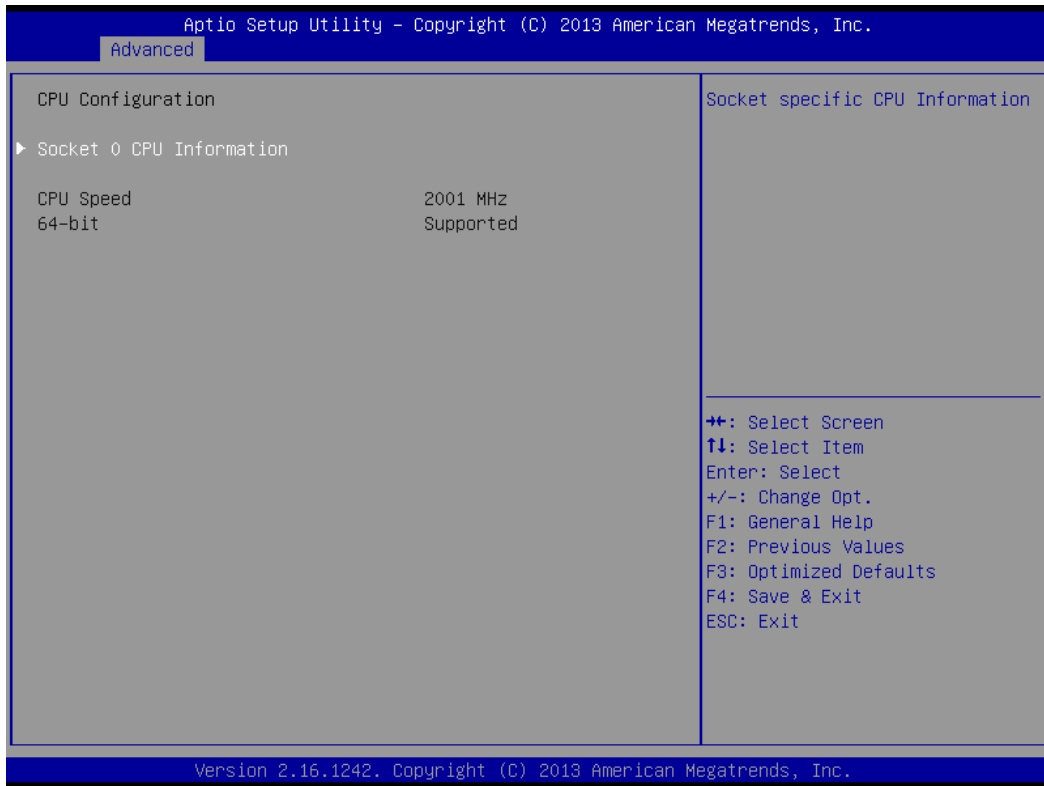 Aptio Setup Utility – Copyright (C) 2013 American Megatrends, Inc.
Advanced
CPU Configuration
Socket 0 CPU Information
CPU Speed 2001 MHz
64-bit Supported
Socket specific CPU Information
→←: Select Screen
↑↓: Select Item
Enter: Select
+/-: Change Opt.
F1: General Help
F2: Previous Values
F3: Optimized Defaults
F4: Save & Exit
ESC: Exit
Version 2.16.1242. Copyright (C) 2013 American Megatrends, Inc.